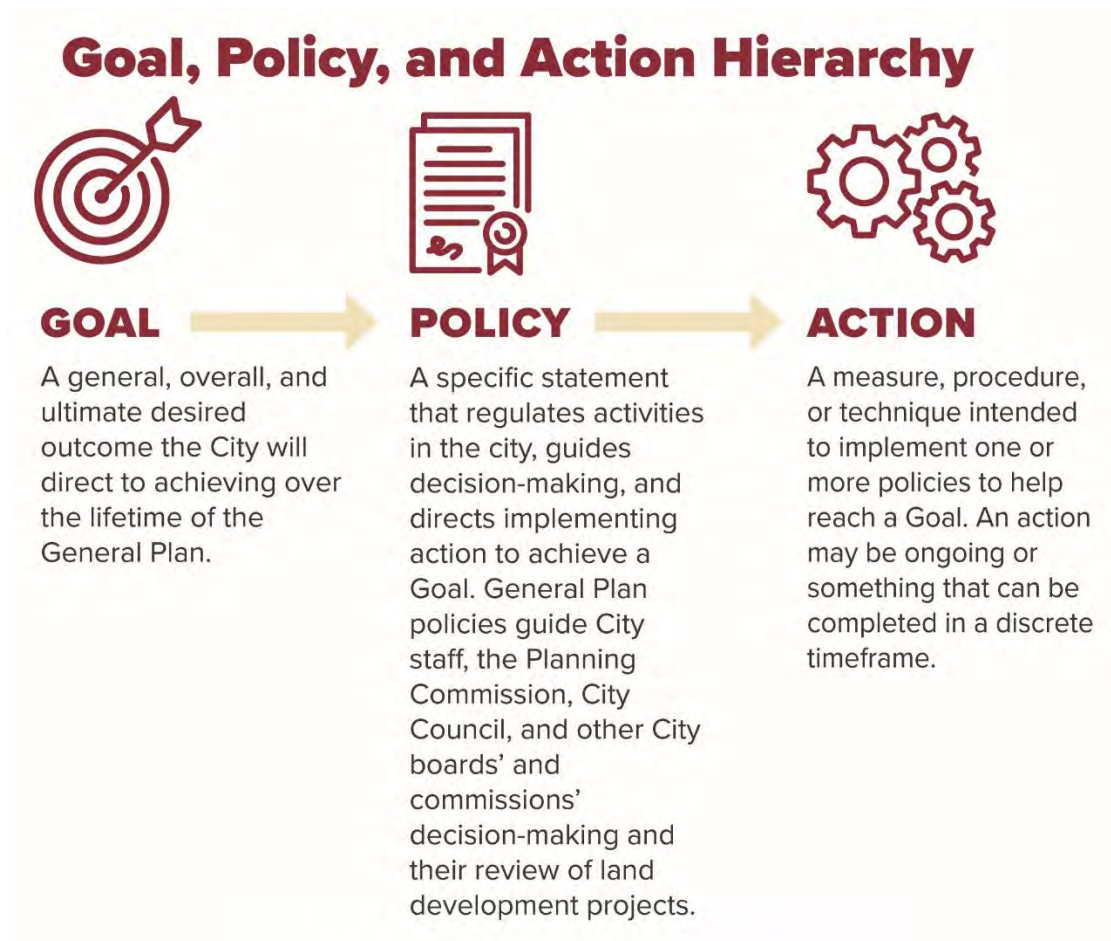 Goal, Policy, and Action Hierarchy
GOAL
A general, overall, and
ultimate desired
outcome the City will
direct to achieving over
the lifetime of the
General Plan.
POLICY
A specific statement
that regulates activities
in the city, guides
decision-making, and
directs implementing
action to achieve a
Goal. General Plan
policies guide City
staff, the Planning
Commission, City
Council, and other City
boards’ and
commissions’
decision-making and
their review of land
development projects.
ACTION
A measure, procedure,
or technique intended
to implement one or
more policies to help
reach a Goal. An action
may be ongoing or
something that can be
completed in a discrete
timeframe.